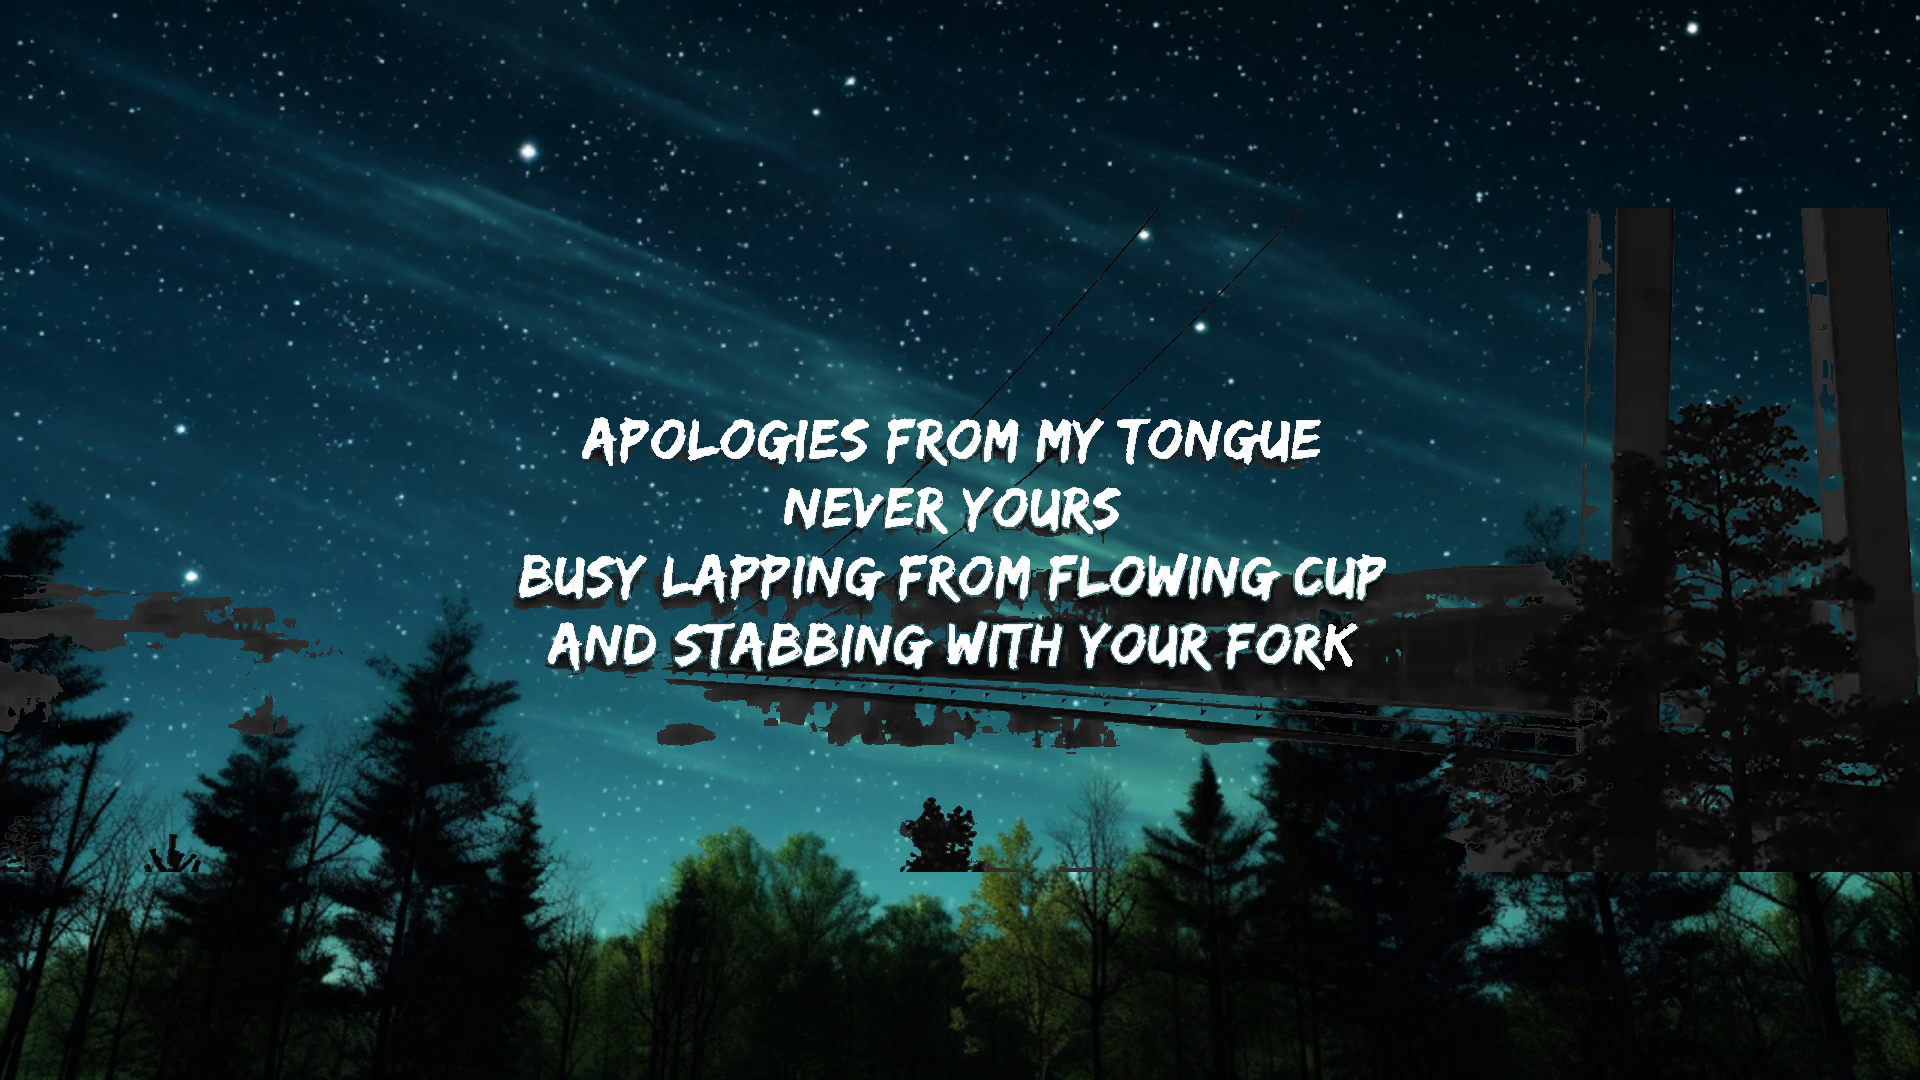 APOLOGIES FROM MY TONGUE
NEVER YOURS
BUSY LAPPING FROM FLOWING CUP
AND STABBING WITH YOUR FORK